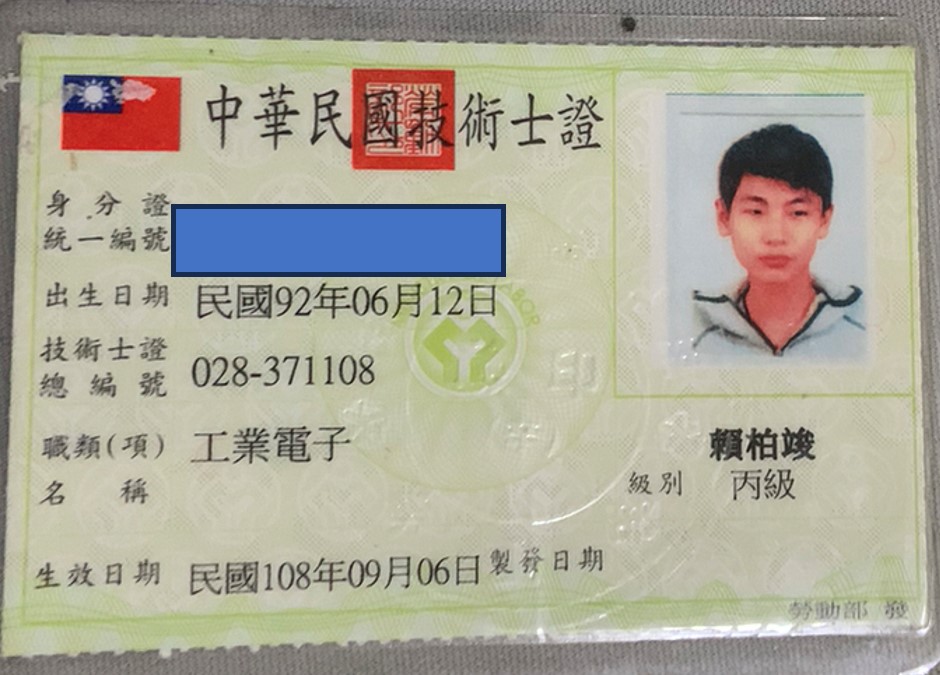 中華民國技術士證
身分證
統一編號
出生日期 民國92年06月12日
技術士證
總編號 028-371108
職類(項) 工業電子
名稱
賴柏竣
級別 丙級
生效日期 民國108年09月06日 製發日期
勞動部 發